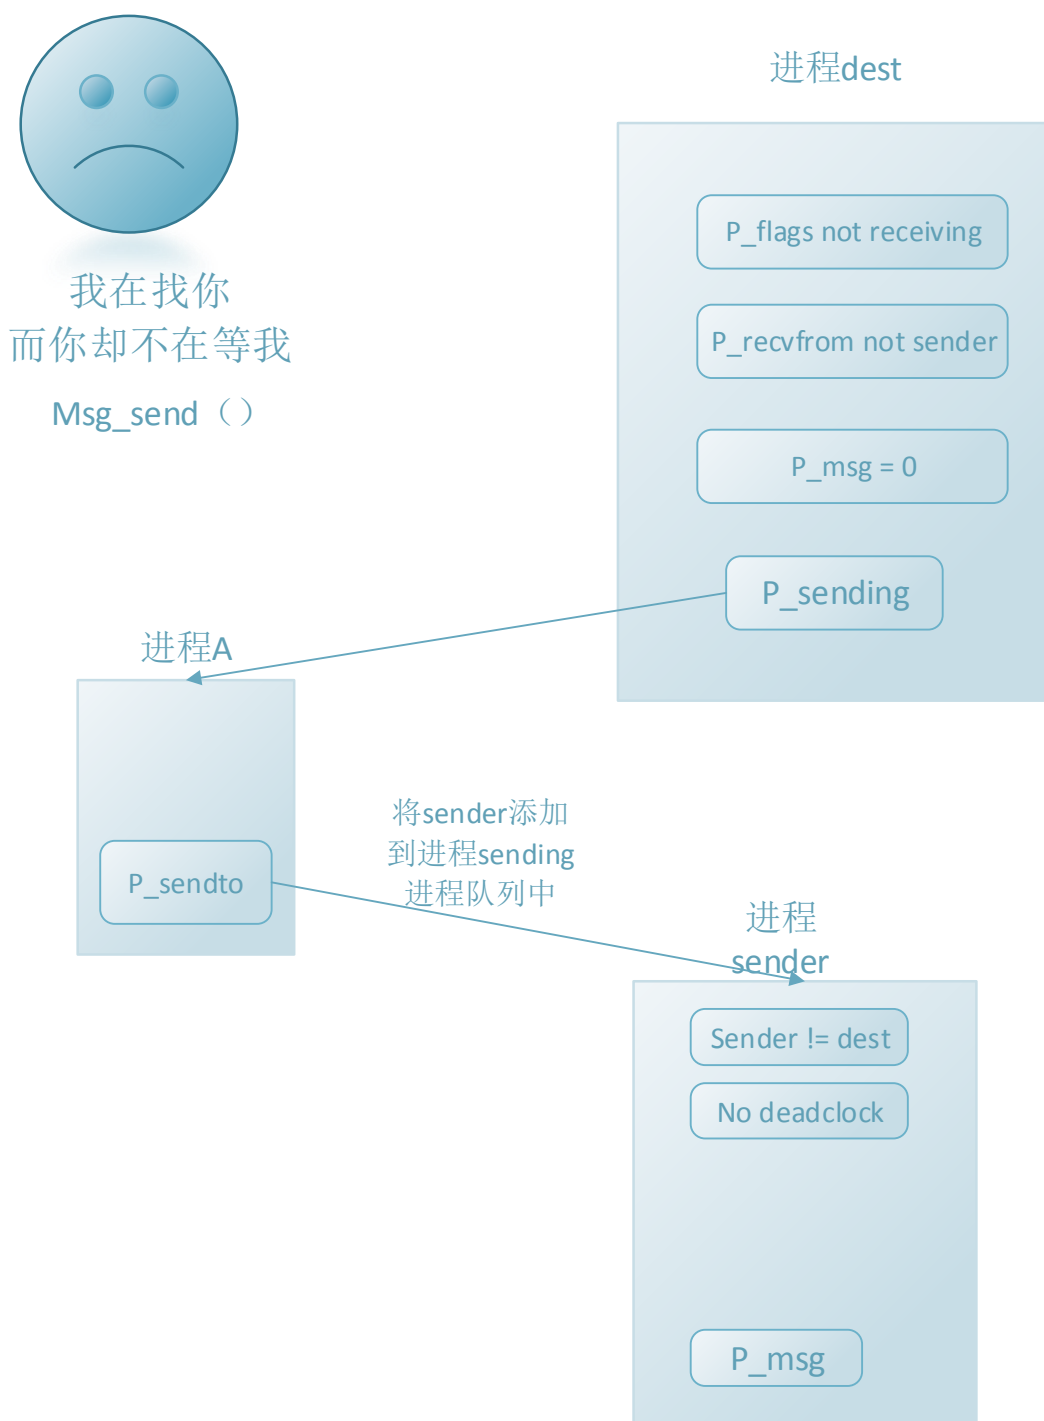 进程dest
P_flags not receiving
我在找你
而你却不在等我
P_recvfrom not sender
Msg_send（）
P_msg = 0
P_sending
进程A
将sender添加
到进程sending
进程队列中
P_sendto
进程
sender
Sender != dest
No deadclock
P_msg